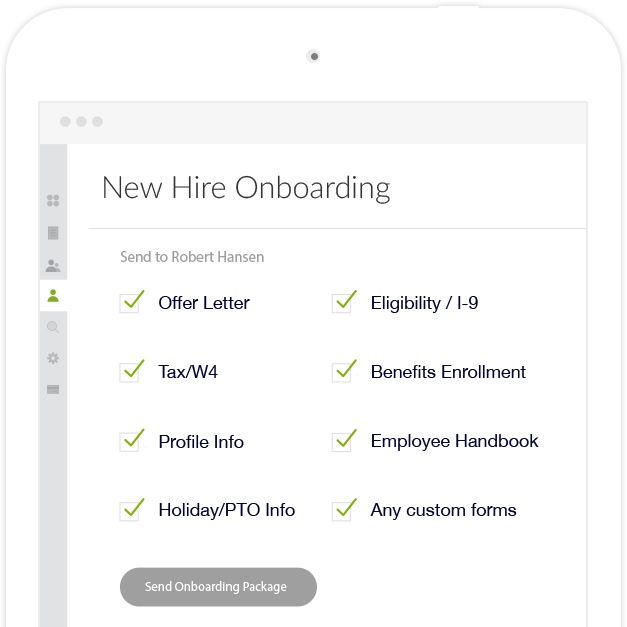 New Hire Onboarding
Send to Robert Hansen
Offer Letter
Eligibility / I-9
Tax/W4
Benefits Enrollment
Profile Info
Employee Handbook
Holiday/PTO Info
Any custom forms
Send Onboarding Package